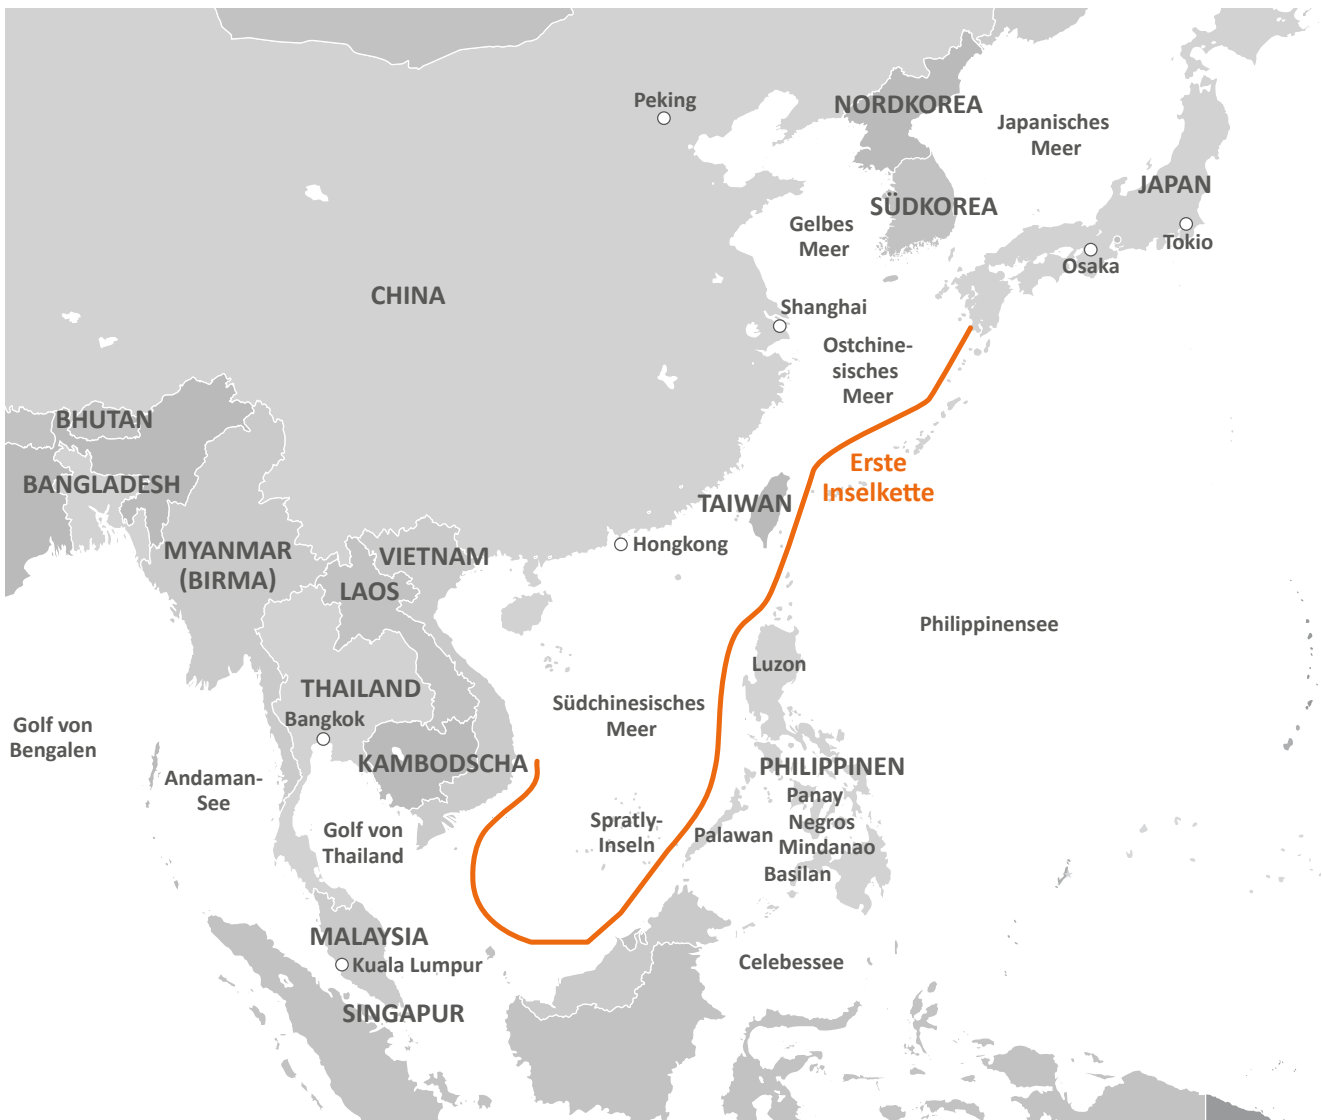 Peking
NORDKOREA
Japanisches
Meer
JAPAN
SÜDKOREA
Gelbes
Meer
Tokio
Osaka
CHINA
Shanghai
Ostchine-
sisches
Meer
BHUTAN
Erste
Inselkette
BANGLADESH
TAIWAN
Hongkong
MYANMAR
(BIRMA)
VIETNAM
LAOS
Philippinensee
Luzon
THAILAND
Bangkok
Südchinesisches
Meer
Golf von
Bengalen
KAMBODSCHA
PHILIPPINEN
Andaman-
See
Panay
Negros
Mindanao
Basilan
Spratly-
Inseln
Palawan
Golf von
Thailand
MALAYSIA
Kuala Lumpur
Celebessee
SINGAPUR